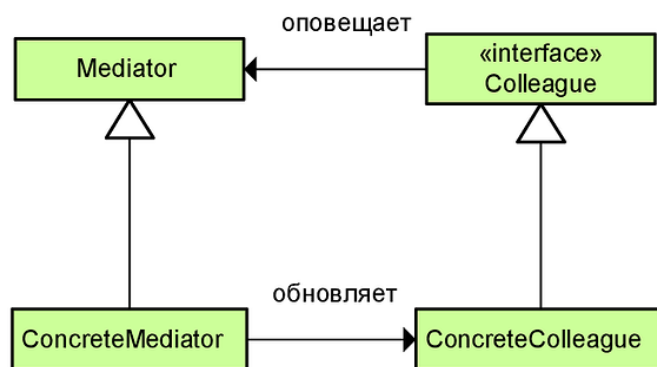 оповещает
Mediator
«interface»
Colleague
обновляет
ConcreteMediator
ConcreteColleague